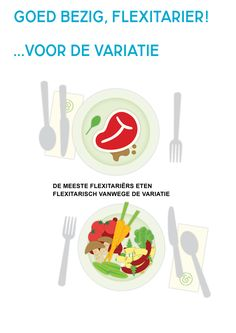 GOED BEZIG, FLEXITARIER!
...VOOR DE VARIATIE
DE MEESTE FLEXITARIËRS ETEN
FLEXITARISCH VANWEGE DE VARIATIE